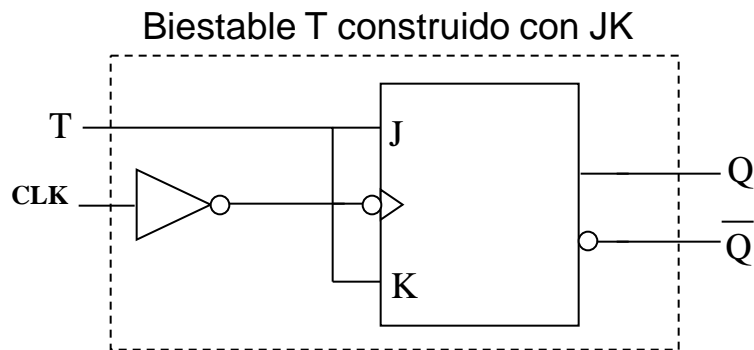 Biestable T construido con JK
T
J
CLK
Q
Q̅
K